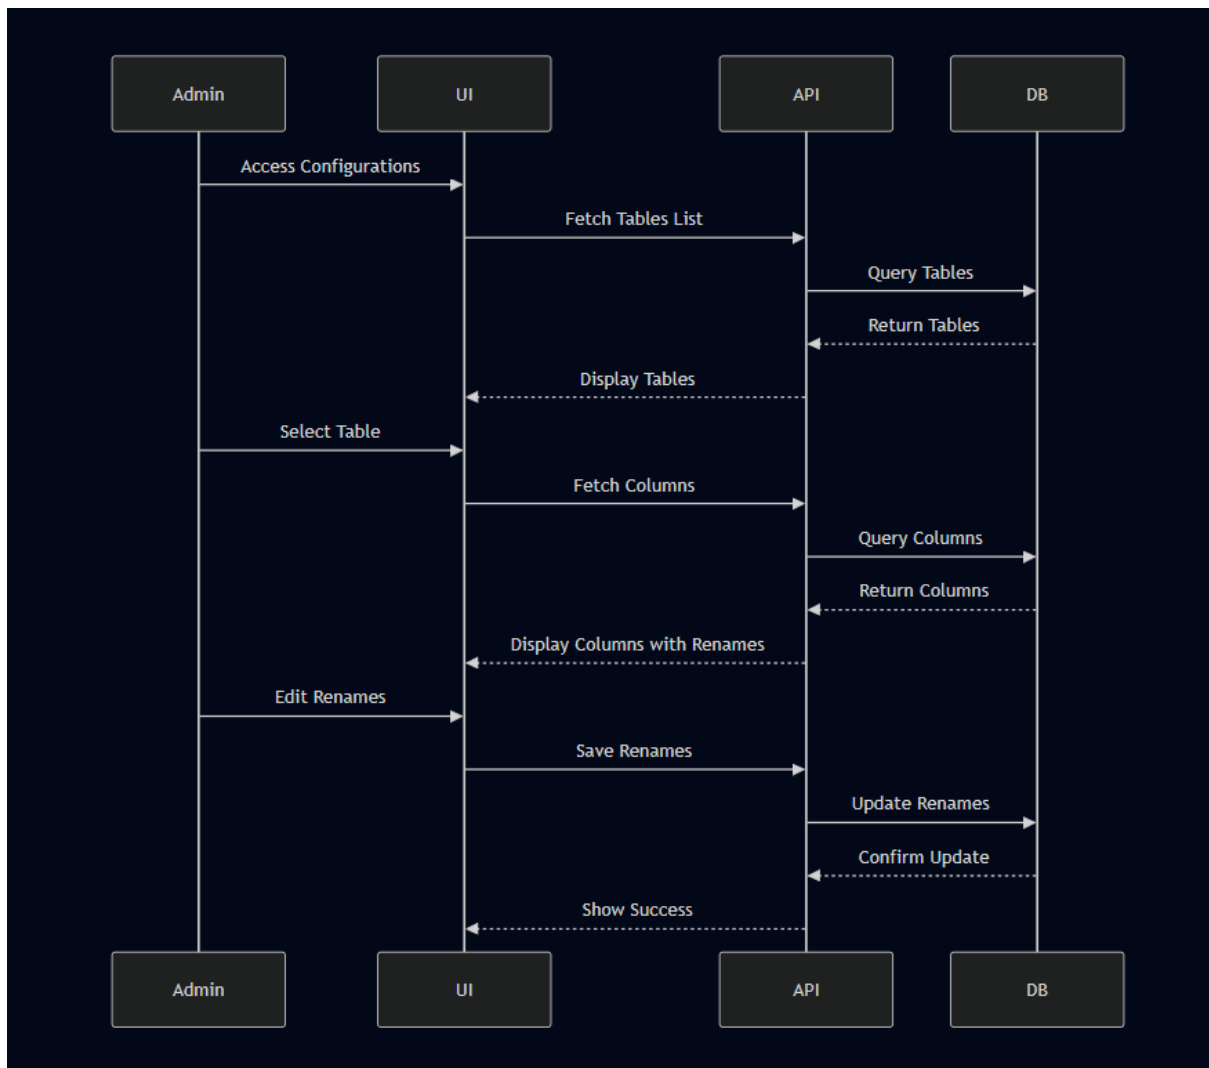 Admin
UI
API
DB
Access Configurations
Fetch Tables List
Query Tables
Return Tables
Display Tables
Select Table
Fetch Columns
Query Columns
Return Columns
Display Columns with Renames
Edit Renames
Save Renames
Update Renames
Confirm Update
Show Success
Admin
UI
API
DB